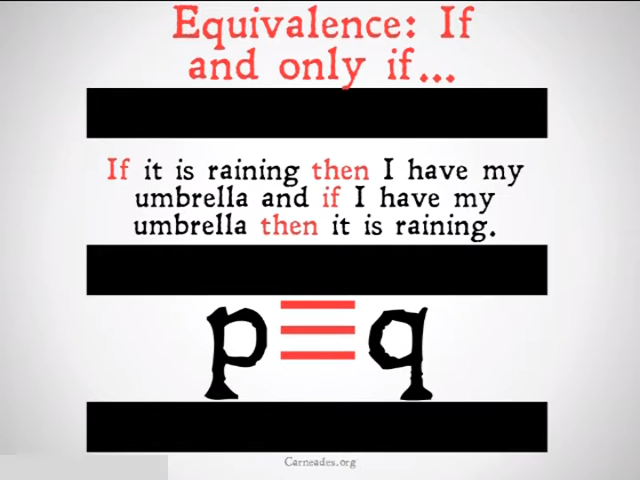 Equivalence: If
and only if...
If it is raining then I have my
umbrella and if I have my
umbrella then it is raining.
p≡q
Carneades.org